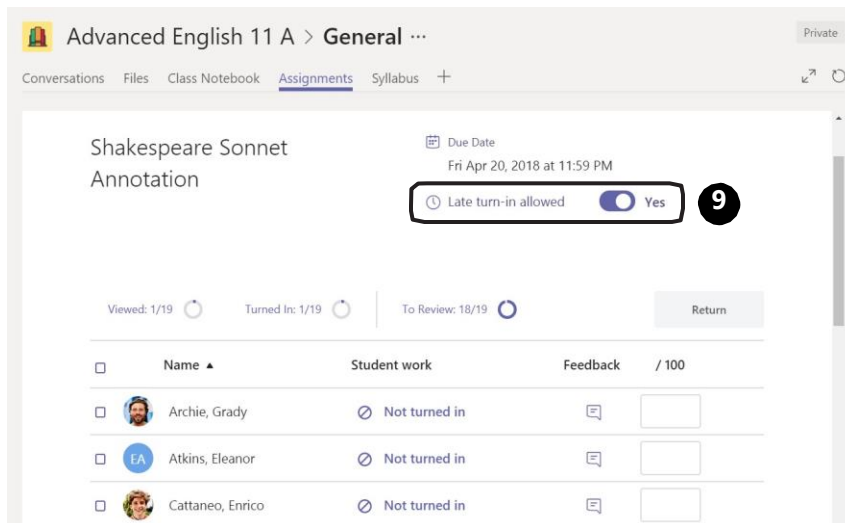 Advanced English 11 A > General ...
Private
Conversations Files Class Notebook Assignments Syllabus +
Shakespeare Sonnet
Annotation
Due Date
Fri Apr 20, 2018 at 11:59 PM
Late turn-in allowed Yes
9
Viewed: 1/19 Turned In: 1/19 To Review: 18/19 Return
Name ▲ Student work Feedback / 100
Archie, Grady Not turned in
EA Atkins, Eleanor Not turned in
Cattaneo, Enrico Not turned in